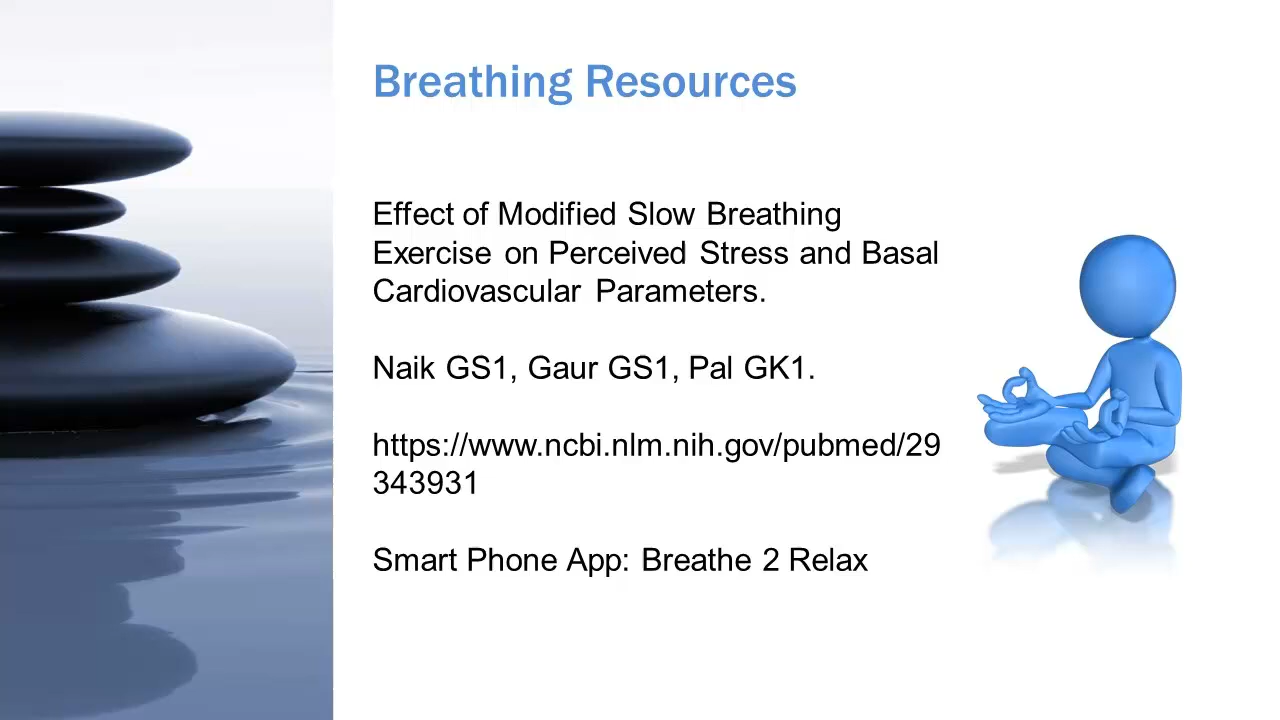 Breathing Resources
Effect of Modified Slow Breathing
Exercise on Perceived Stress and Basal
Cardiovascular Parameters.
Naik GS1, Gaur GS1, Pal GK1.
https://www.ncbi.nlm.nih.gov/pubmed/29
343931
Smart Phone App: Breathe 2 Relax